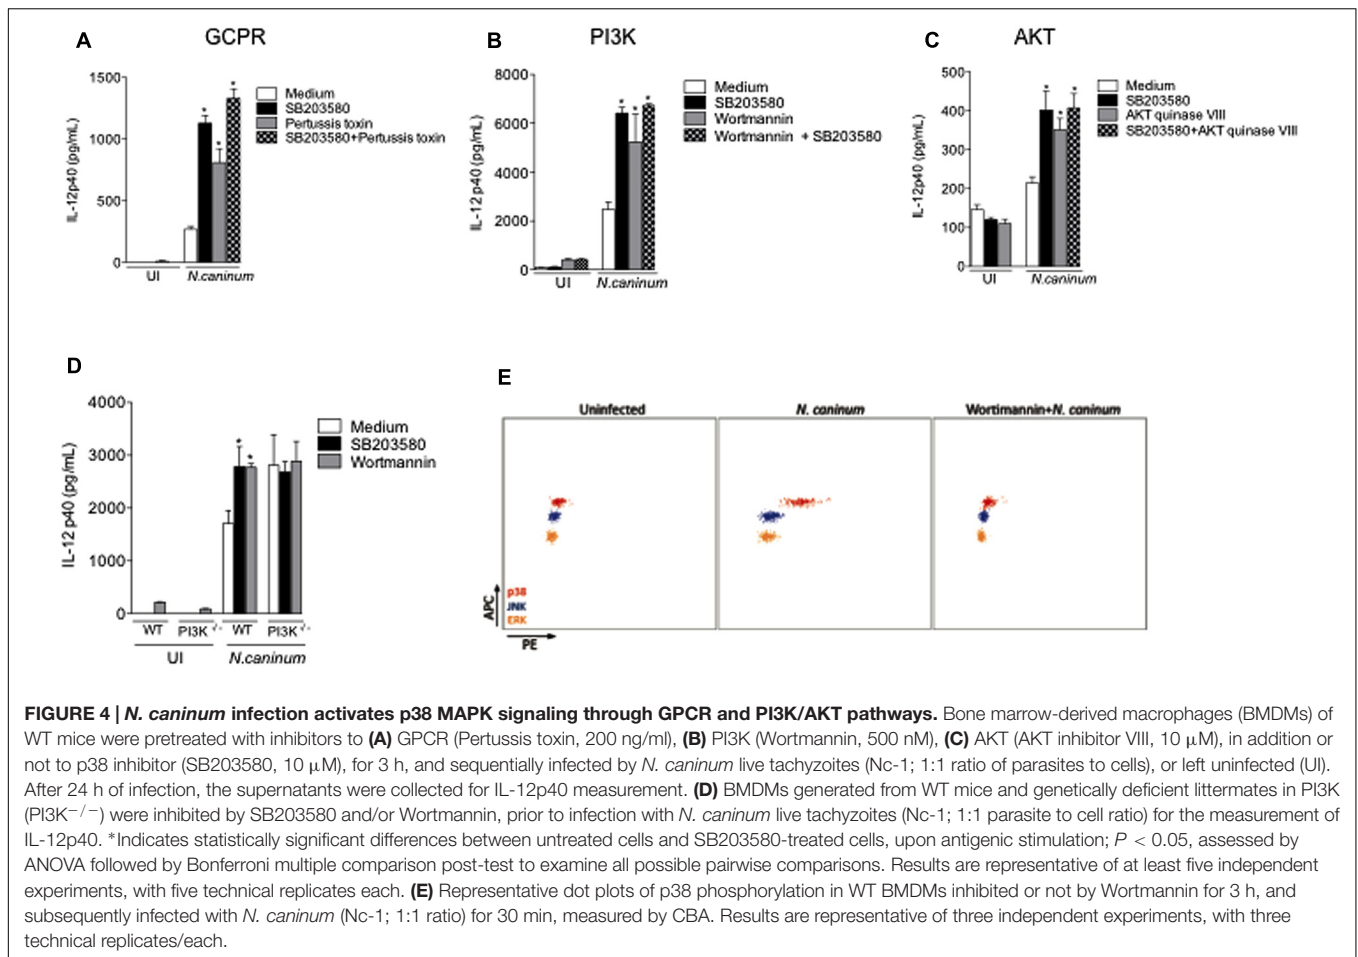 A GCPR
1500
1000
500
0
IL-12p40 (pg/mL)
Medium
SB203580
Pertussis toxin
SB203580+Pertussis toxin
* * *
UI N.caninum
B PI3K
8000
6000
4000
2000
0
IL-12 p40 (pg/mL)
Medium
SB203580
Wortmannin
Wortmannin + SB203580
* * *
UI N.caninum
C AKT
500
400
300
200
100
0
IL-12p40 (pg/mL)
Medium
SB203580
AKT quinase VIII
SB203580+AKT quinase VIII
* * *
UI N.caninum
D
4000
3000
2000
1000
0
IL-12 p40 (pg/mL)
Medium
SB203580
Wortmannin
* *
WT PI3K -/- WT PI3K -/-
UI N.caninum
E
Uninfected N. caninum Wortimannin+N. caninum
APC
p38
JNK
ERK
PE
FIGURE 4 | N. caninum infection activates p38 MAPK signaling through GPCR and PI3K/AKT pathways. Bone marrow-derived macrophages (BMDMs) of
WT mice were pretreated with inhibitors to (A) GPCR (Pertussis toxin, 200 ng/ml), (B) PI3K (Wortmannin, 500 nM), (C) AKT (AKT inhibitor VIII, 10 μM), in addition or
not to p38 inhibitor (SB203580, 10 μM), for 3 h, and sequentially infected by N. caninum live tachyzoites (Nc-1; 1:1 ratio of parasites to cells), or left uninfected (UI).
After 24 h of infection, the supernatants were collected for IL-12p40 measurement. (D) BMDMs generated from WT mice and genetically deficient littermates in PI3K
(PI3K−/−) were inhibited by SB203580 and/or Wortmannin, prior to infection with N. caninum live tachyzoites (Nc-1; 1:1 parasite to cell ratio) for the measurement of
IL-12p40. *Indicates statistically significant differences between untreated cells and SB203580-treated cells, upon antigenic stimulation; P < 0.05, assessed by
ANOVA followed by Bonferroni multiple comparison post-test to examine all possible pairwise comparisons. Results are representative of at least five independent
experiments, with five technical replicates each. (E) Representative dot plots of p38 phosphorylation in WT BMDMs inhibited or not by Wortmannin for 3 h, and
subsequently infected with N. caninum (Nc-1; 1:1 ratio) for 30 min, measured by CBA. Results are representative of three independent experiments, with three
technical replicates/each.